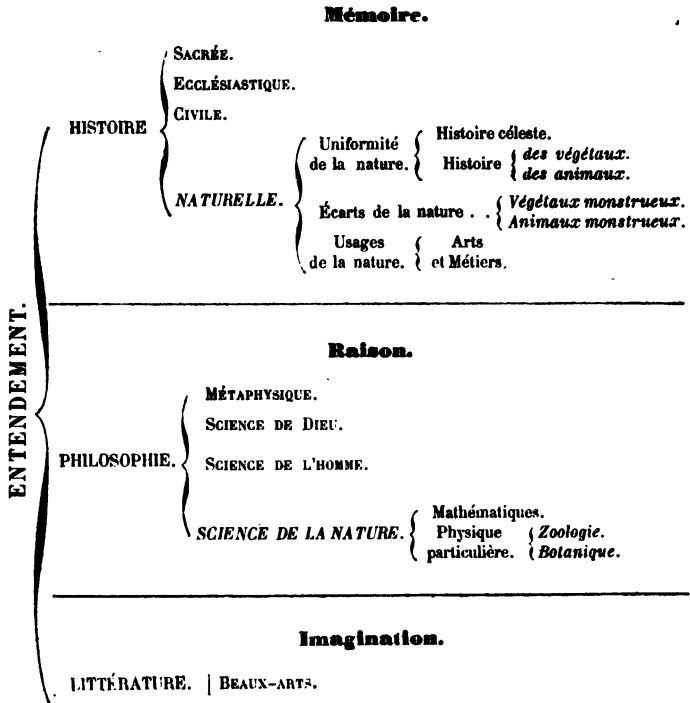 Mémoire.
ENTENDEMENT.
HISTOIRE
SACRÉE.
ECCLÉSIASTIQUE.
CIVILE.
NATURELLE.
Uniformité
de la nature.
Histoire céleste.
Histoire
des végétaux.
des animaux.
Écarts de la nature . .
Végétaux monstrueux.
Animaux monstrueux.
Usages
de la nature.
Arts
et Métiers.
Raison.
PHILOSOPHIE.
MÉTAPHYSIQUE.
SCIENCE DE DIEU.
SCIENCE DE L'HOMME.
SCIENCE DE LA NATURE.
Mathématiques.
Physique
particulière.
Zoologie.
Botanique.
Imagination.
LITTÉRATURE. | BEAUX-ARTS.